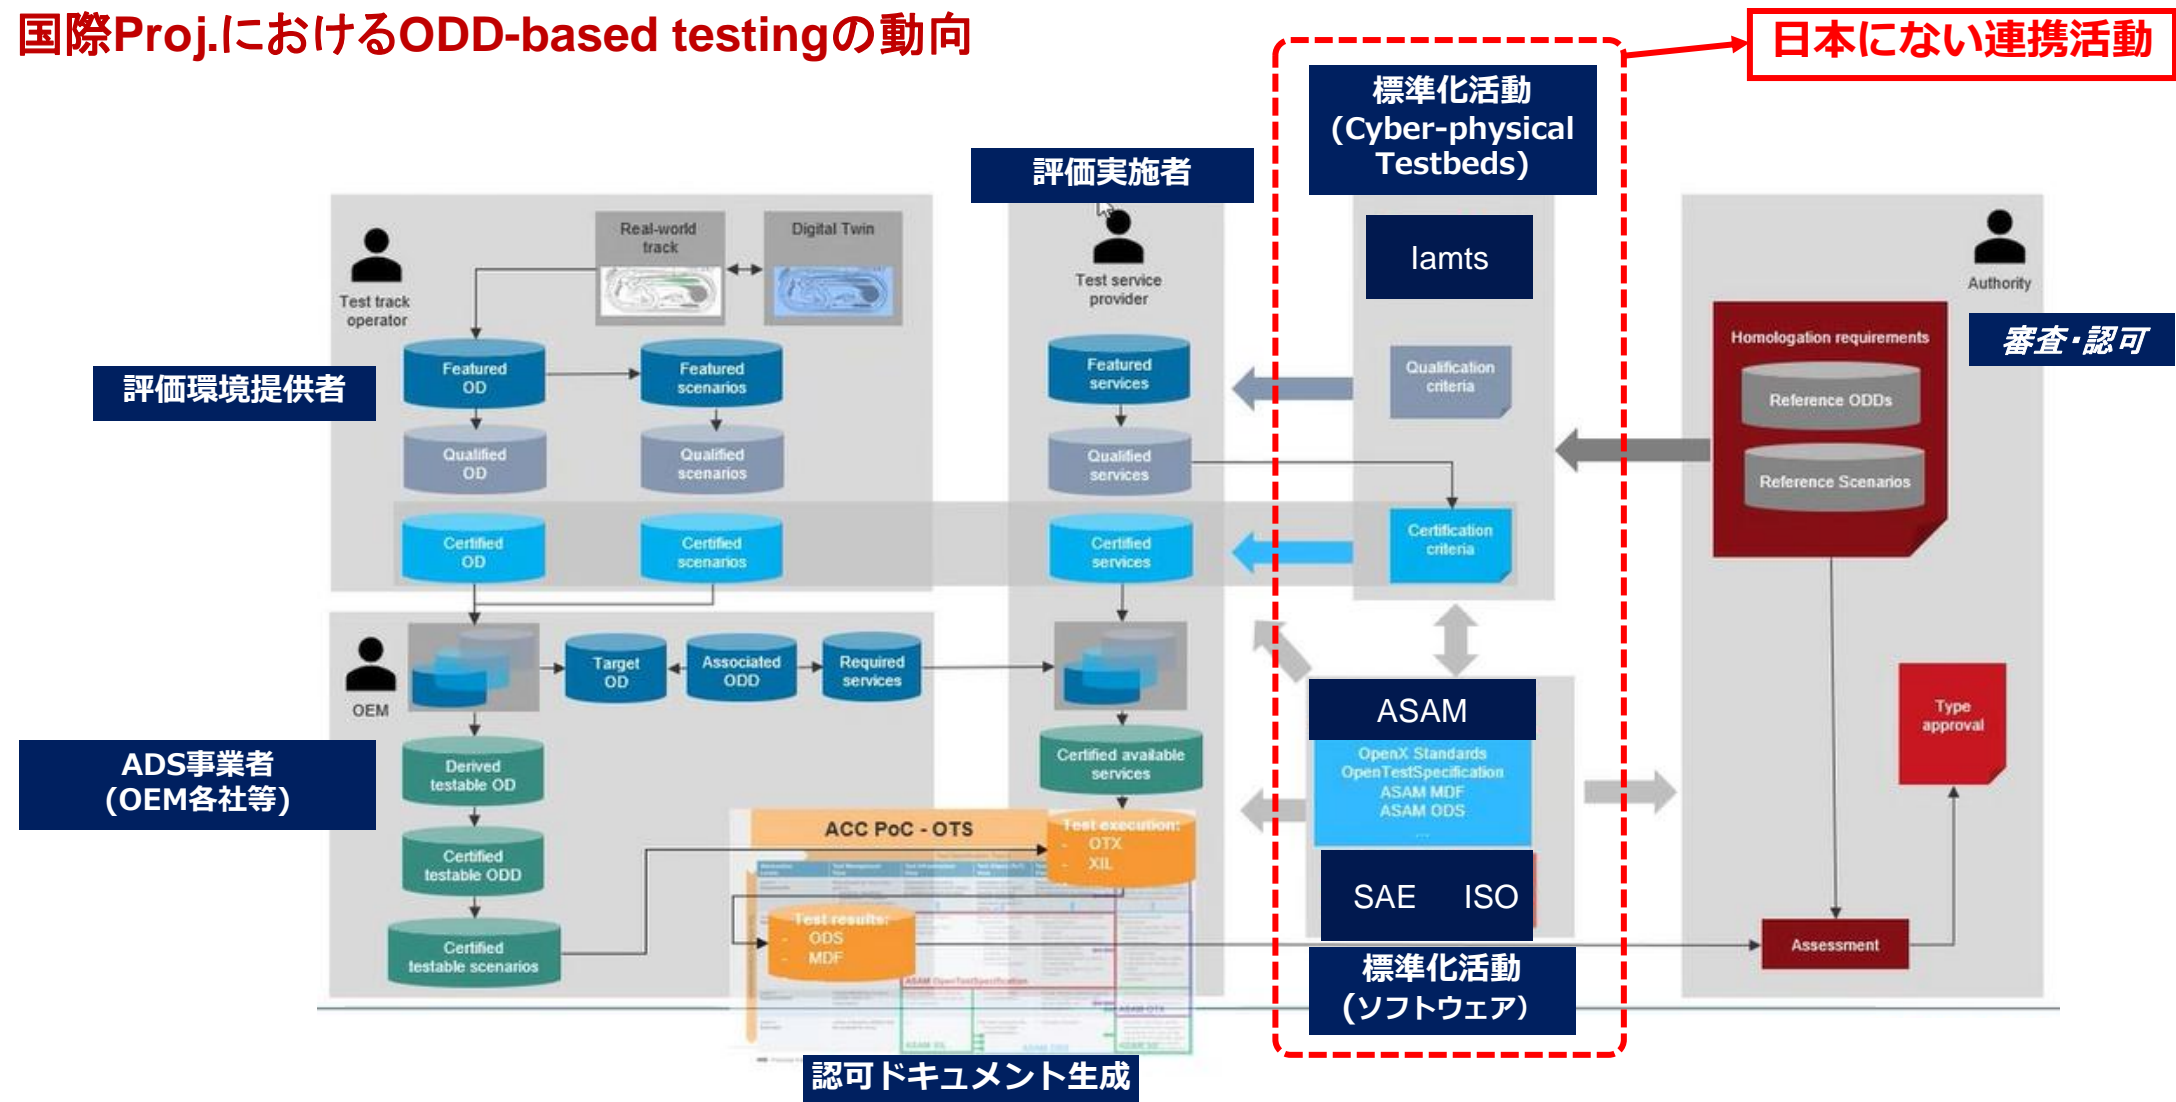 国際Proj.におけるODD-based testingの動向
日本にない連携活動
標準化活動
(Cyber-physical
Testbeds)
評価実施者
Real-world
track
Digital Twin
Test track
operator
Test service
provider
Iamts
Authority
審査・認可
評価環境提供者
Featured
OD
Featured
scenarios
Featured
services
Qualification
criteria
Homologation requirements
Reference ODDs
Reference Scenarios
Qualified
OD
Qualified
scenarios
Qualified
services
Certified
OD
Certified
scenarios
Certified
services
Certification
criteria
OEM
Target
OD
Associated
ODD
Required
services
ADS事業者
(OEM各社等)
Derived
testable OD
Certified available
services
Certified
testable ODD
Certified
testable scenarios
ASAM
OpenX Standards
OpenTestSpecification
ASAM MDF
ASAM ODS
...
SAE ISO
標準化活動
(ソフトウェア)
Type
approval
Assessment
ACC PoC - OTS
Test execution:
- OTX
- XIL
Test results:
- ODS
- MDF
ASAM OpenTestSpecification
ASAM OTX
ASAM XIL
認可ドキュメント生成